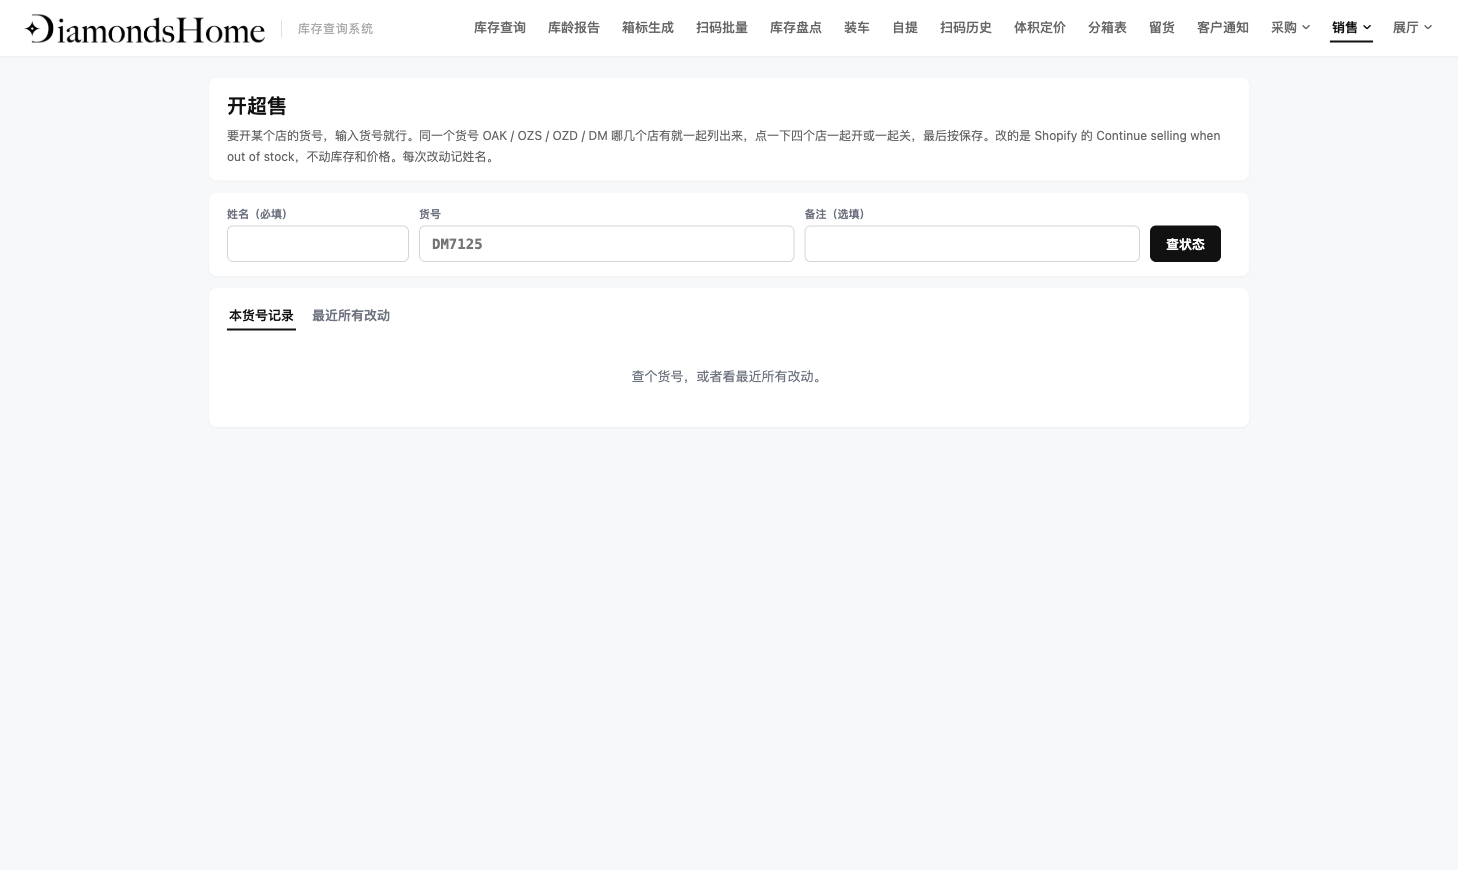 DiamondsHome
库存查询系统
库存查询 库龄报告 箱标生成 扫码批量 库存盘点 装车 自提 扫码历史 体积定价 分箱表 留货 客户通知 采购 销售 展厅
开超售
要开某个店的货号，输入货号就行。同一个货号 OAK / OZS / OZD / DM 哪几个店有就一起列出来，点一下四个店一起开或一起关，最后按保存。改的是 Shopify 的 Continue selling when
out of stock，不动库存和价格。每次改动记姓名。
姓名（必填） 货号 备注（选填）
DM7125 查状态
本货号记录 最近所有改动
查个货号，或者看最近所有改动。